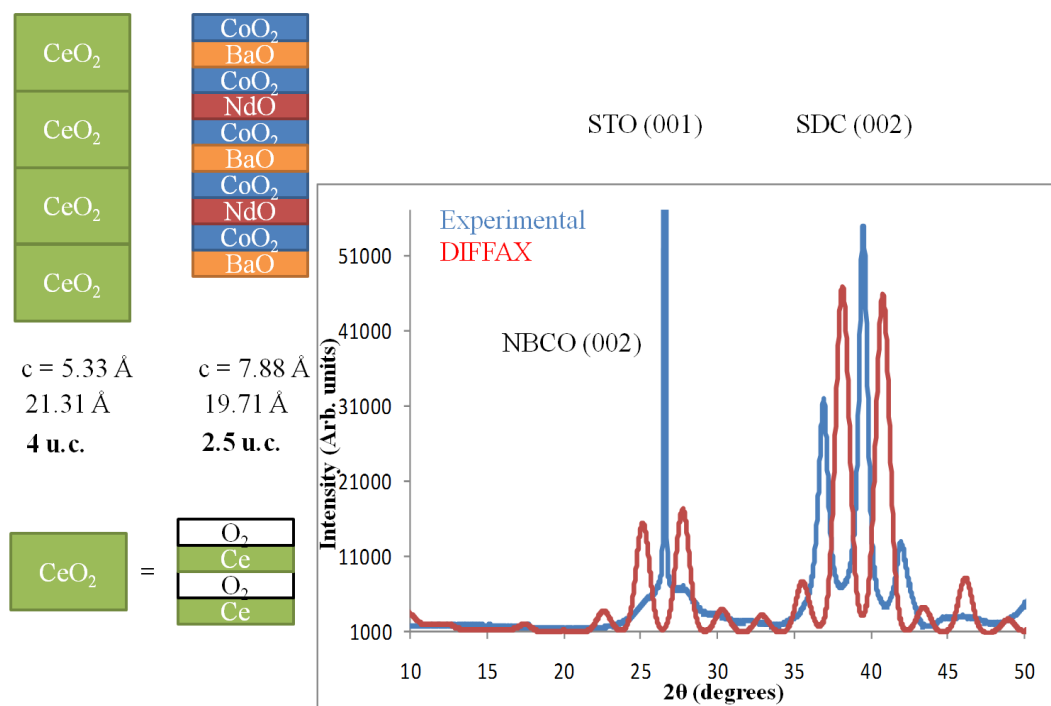 CeO2
CeO2
CeO2
CeO2
c = 5.33 Å
21.31 Å
4 u.c.
CoO2
BaO
CoO2
NdO
CoO2
BaO
CoO2
NdO
CoO2
BaO
c = 7.88 Å
19.71 Å
2.5 u.c.
CeO2
=
O2
Ce
O2
Ce
STO (001)
SDC (002)
Experimental
DIFFAX
NBCO (002)
Intensity (Arb. units)
51000
41000
31000
21000
11000
1000
10 15 20 25 30 35 40 45 50
2θ (degrees)